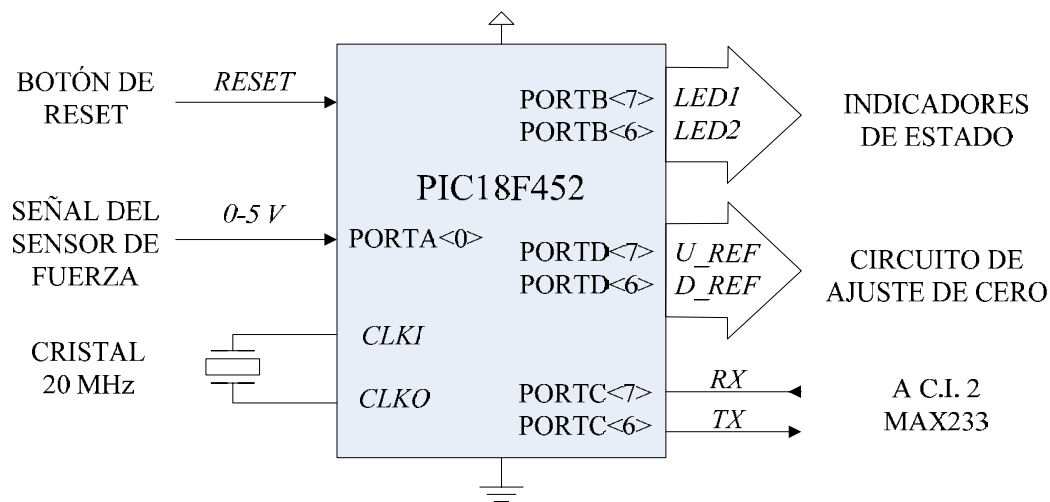 BOTÓN DE
RESET
RESET
SEÑAL DEL
SENSOR DE
FUERZA
0-5 V
CRISTAL
20 MHz
PIC18F452
PORTA<0>
CLKI
CLKO
PORTB<7>
PORTB<6>
PORTD<7>
PORTD<6>
PORTC<7>
PORTC<6>
LED1
LED2
U_REF
D_REF
RX
TX
INDICADORES
DE ESTADO
CIRCUITO DE
AJUSTE DE CERO
A C.I. 2
MAX233